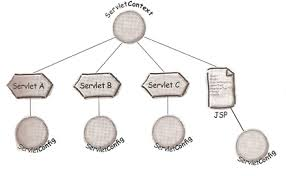 ServletContext
Servlet A
Servlet B
Servlet C
JSP
ServletConfig
ServletConfig
ServletConfig
ServletConfig